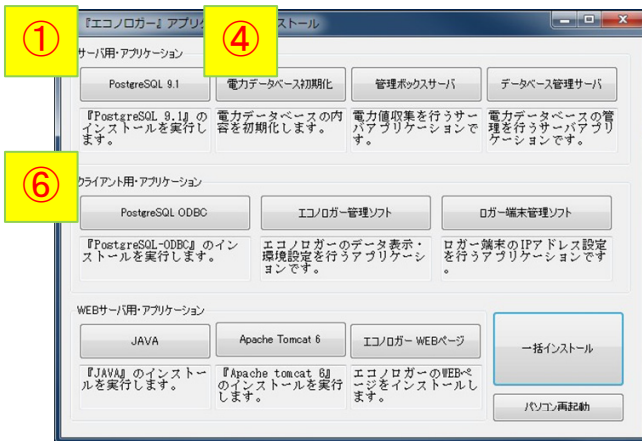 『エコノロガー』アプリ
ストール
①
④
サーバ用・アプリケーション
PostgreSQL 9.1
電力データベース初期化
管理ボックスサーバ
データベース管理サーバ
『PostgreSQL 9.1』の
インストールを実行し
ます。
電力データベースの内
容を初期化します。
電力値収集を行うサー
バアプリケーションで
す。
電力データベースの管
理を行うサーバアプリ
ケーションです。
⑥
クライアント用・アプリケーション
PostgreSQL ODBC
エコノロガー管理ソフト
ロガー端末管理ソフト
『PostgreSQL-ODBC』のイン
ストールを実行します。
エコノロガーのデータ表示・
環境設定を行うアプリケーシ
ョンです。
ロガー端末のIPアドレス設定
を行うアプリケーションです
。
WEBサーバ用・アプリケーション
JAVA
Apache Tomcat 6
エコノロガー WEBページ
『JAVA』のインストー
ルを実行します。
『Apache tomcat 6』
のインストールを実行
します。
エコノロガーのWEBペ
ージをインストールし
ます。
一括インストール
パソコン再起動